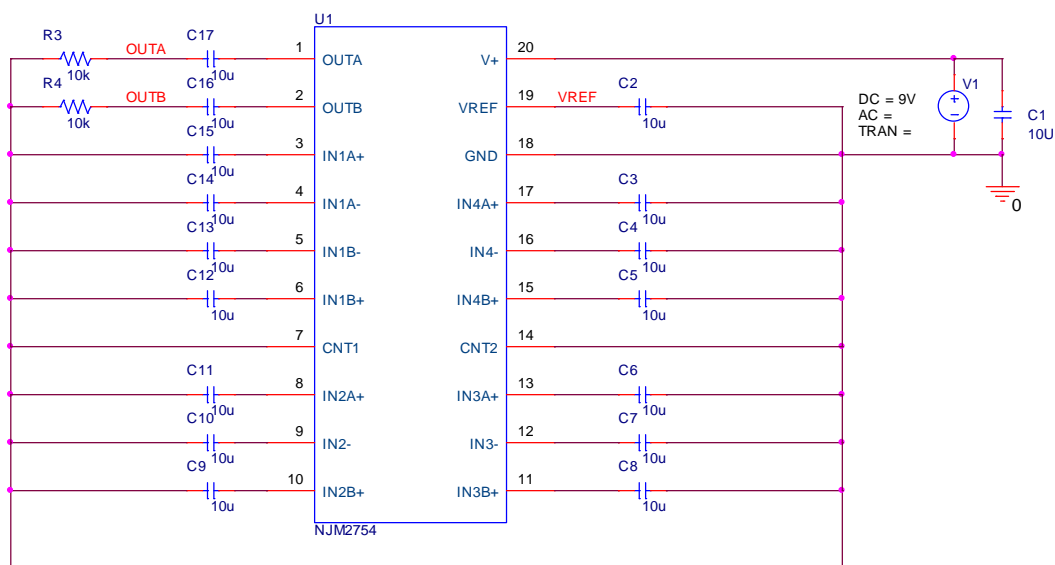 U1
R3
OUTA
C17
1
OUTA
V+
20
10k
10u
R4
OUTB
C16
2
OUTB
VREF
19
VREF
C2
10k
10u
10u
DC = 9V
AC =
TRAN =
V1
C1
10U
0
C15
3
IN1A+
GND
18
10u
C14
4
IN1A-
IN4A+
17
C3
10u
10u
C13
5
IN1B-
IN4-
16
C4
10u
10u
C12
6
IN1B+
IN4B+
15
C5
10u
10u
7
CNT1
CNT2
14
C11
8
IN2A+
IN3A+
13
C6
10u
10u
C10
9
IN2-
IN3-
12
C7
10u
10u
C9
10
IN2B+
IN3B+
11
C8
10u
10u
NJM2754